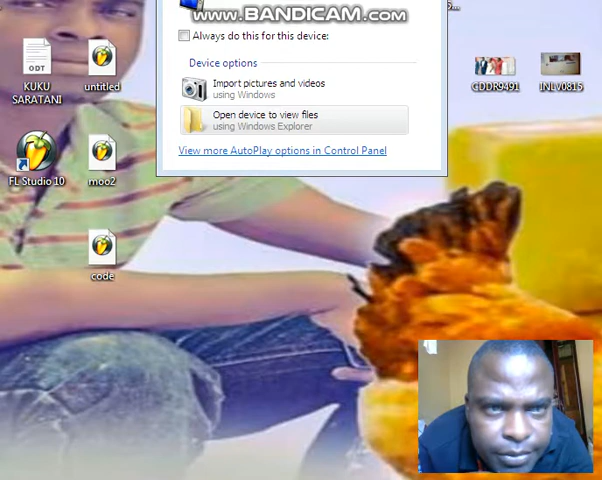 www.BANDICAM.com
Always do this for this device:
Device options
Import pictures and videos
using Windows
Open device to view files
using Windows Explorer
View more AutoPlay options in Control Panel
ODT
KUKU
SARATANI
untitled
CDDR9491
INLV0815
FL Studio 10
moo2
code